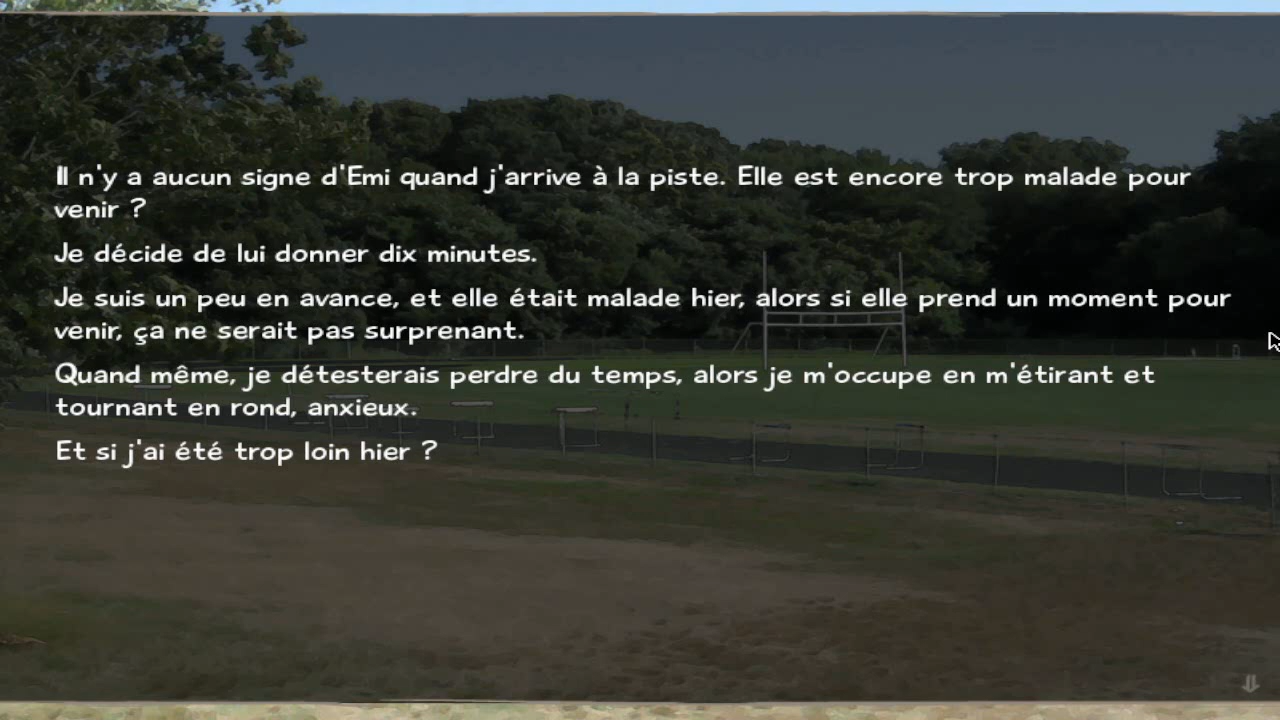 Il n'y a aucun signe d'Emi quand j'arrive à la piste. Elle est encore trop malade pour
venir ?
Je décide de lui donner dix minutes.
Je suis un peu en avance, et elle était malade hier, alors si elle prend un moment pour
venir, ça ne serait pas surprenant.
Quand même, je détesterais perdre du temps, alors je m'occupe en m'étirant et
tournant en rond, anxieux.
Et si j'ai été trop loin hier ?